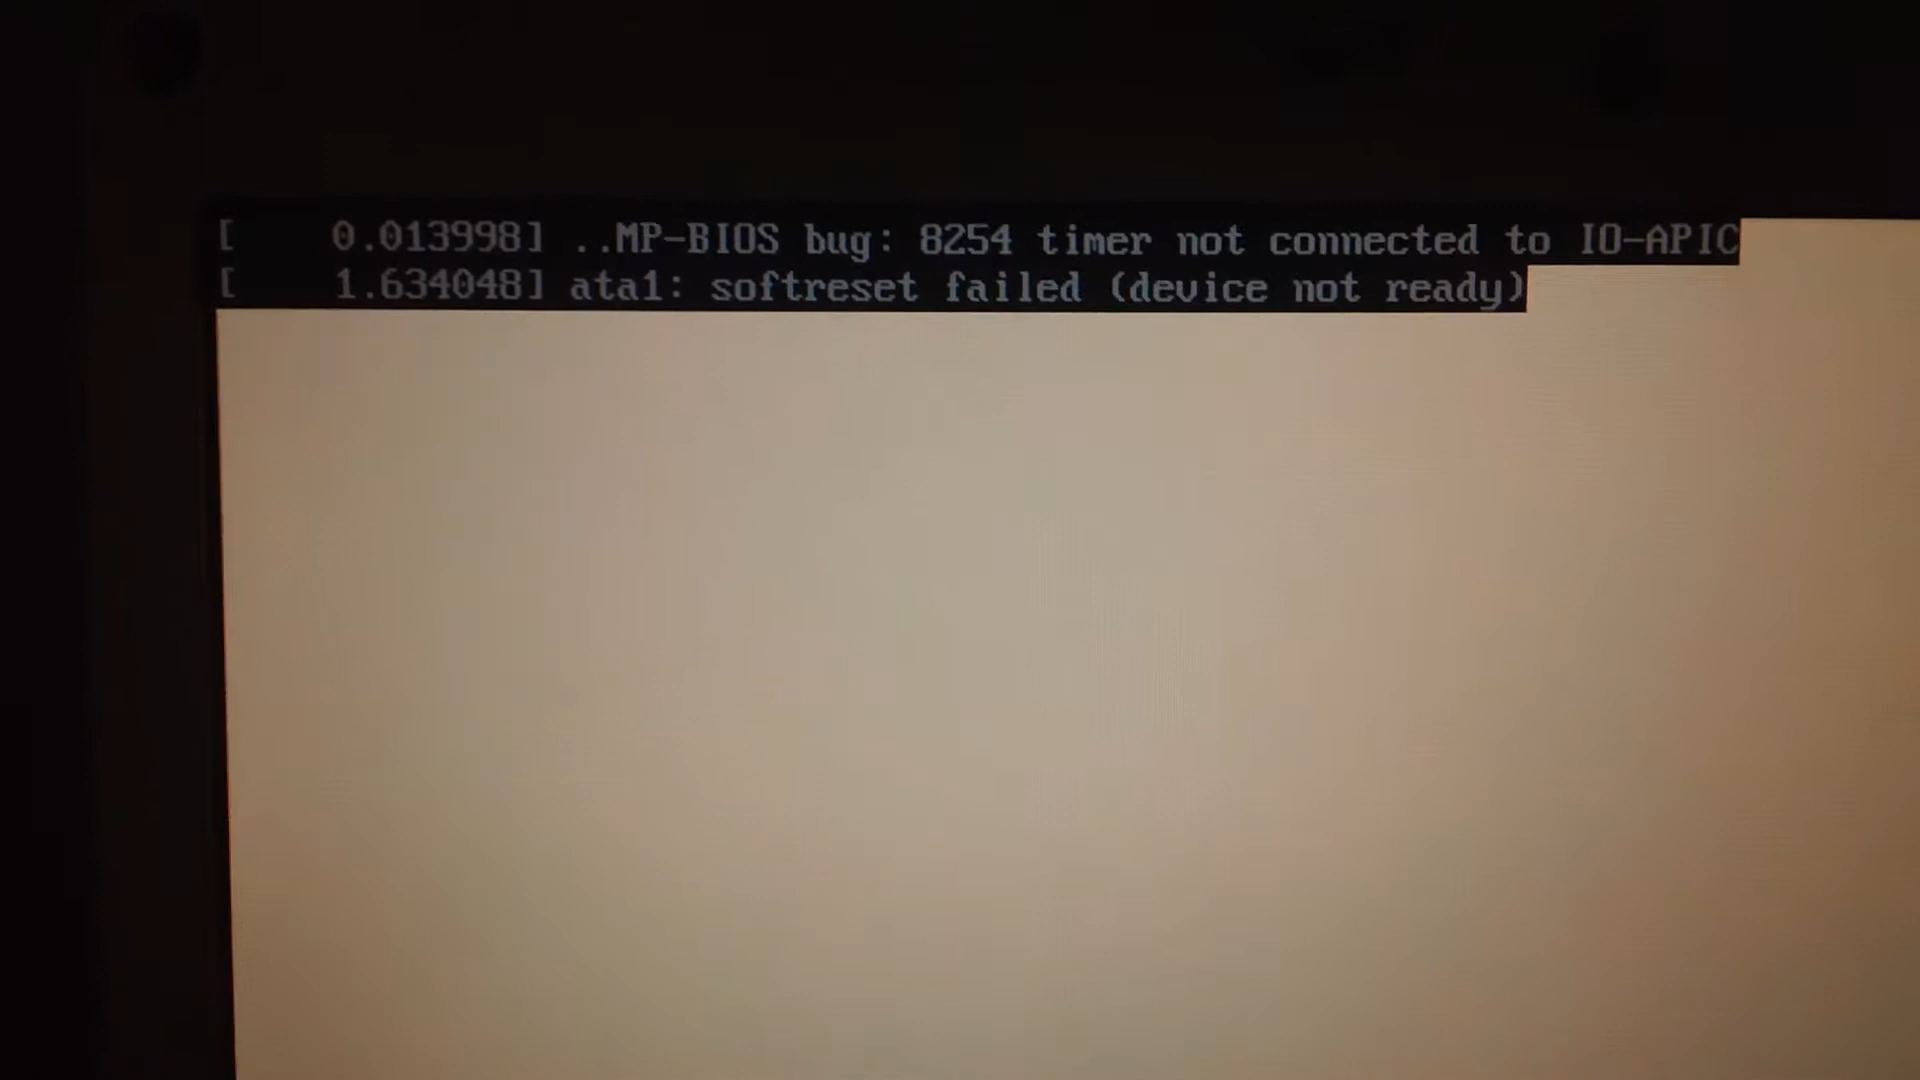 [    0.013998] ..MP-BIOS bug: 8254 timer not connected to IO-APIC
[    1.634048] ata1: softreset failed (device not ready)